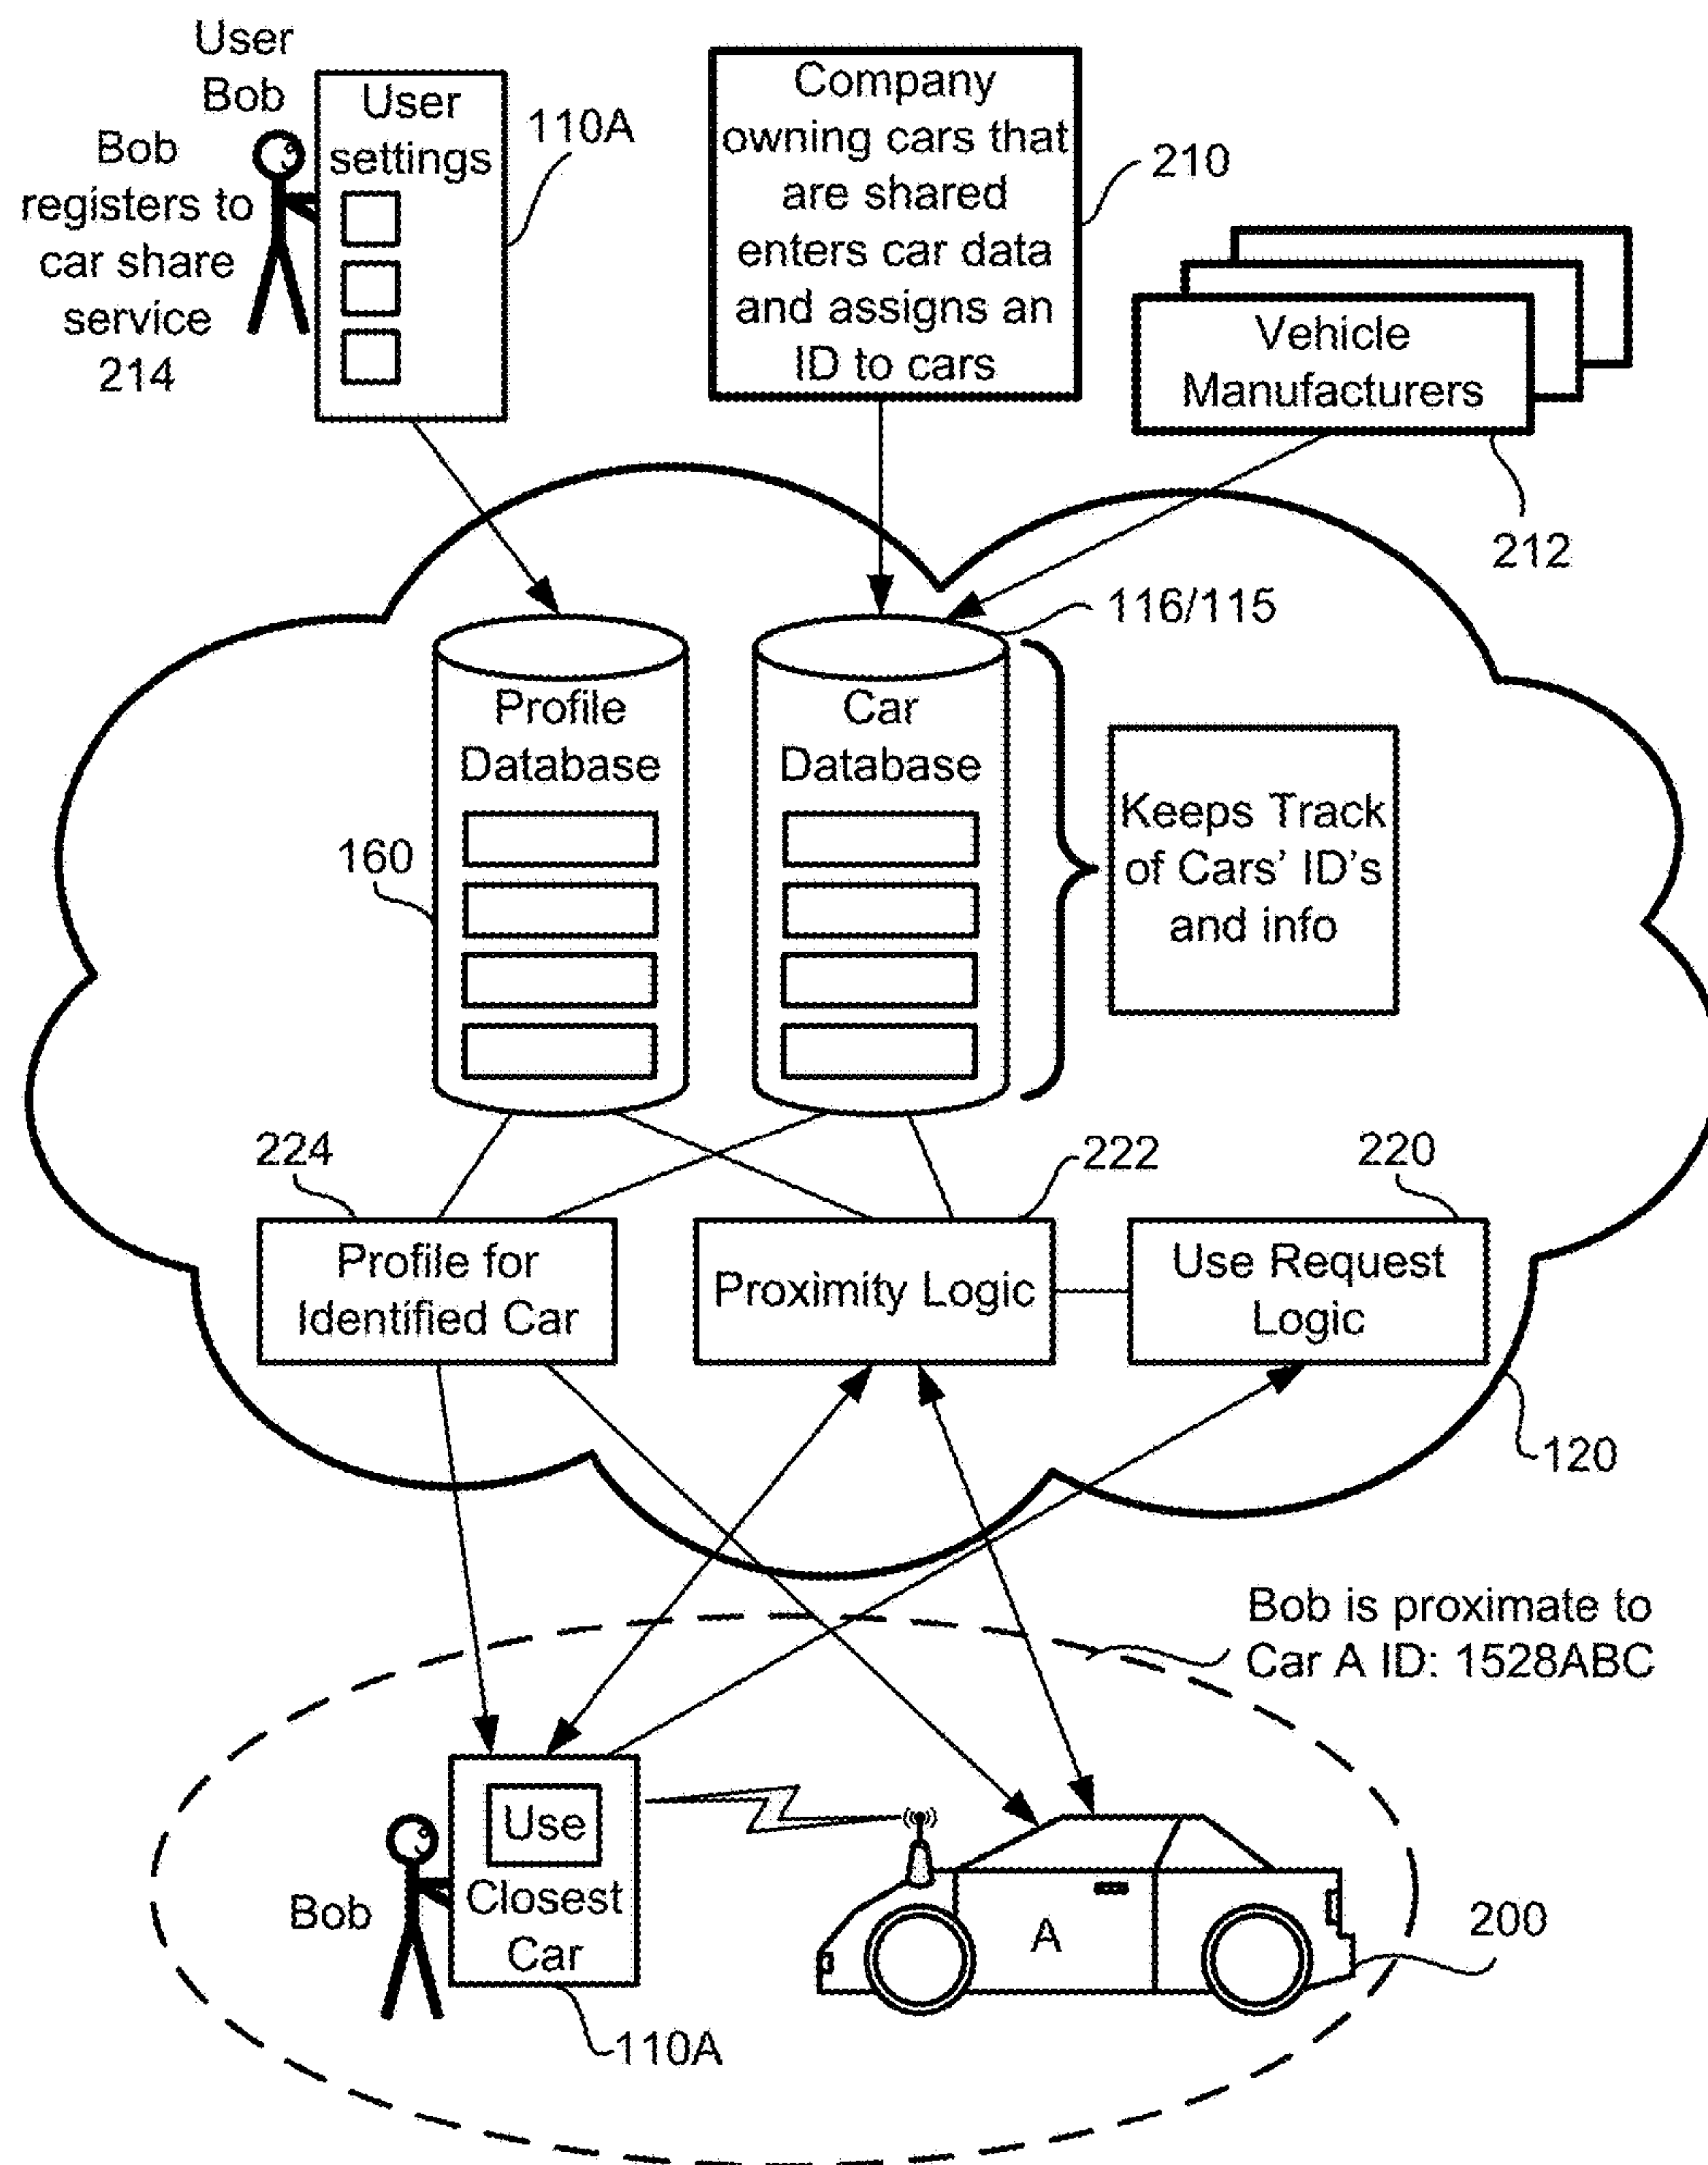 User
Bob
Bob
registers to
car share
service
214
User
settings
110A
Company
owning cars that
are shared
enters car data
and assigns an
ID to cars
210
Vehicle
Manufacturers
212
116/115
Profile
Database
Car
Database
160
Keeps Track
of Cars' ID's
and info
224
222
220
Profile for
Identified Car
Proximity Logic
Use Request
Logic
120
Bob is proximate to
Car A ID: 1528ABC
Bob
Use
Closest
Car
A
200
110A